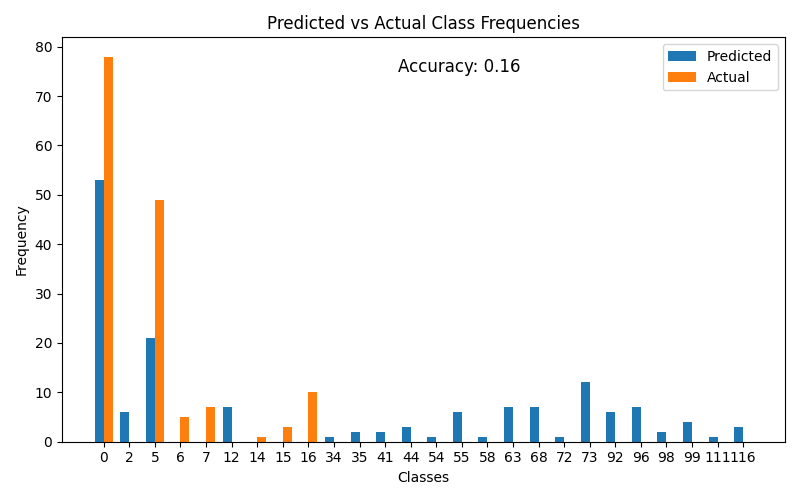 Predicted vs Actual Class Frequencies
Accuracy: 0.16
Predicted
Actual
80
70
60
50
40
30
20
10
0
Frequency
0 2 5 6 7 12 14 15 16 34 35 41 44 54 55 58 63 68 72 73 92 96 98 99 111 116
Classes